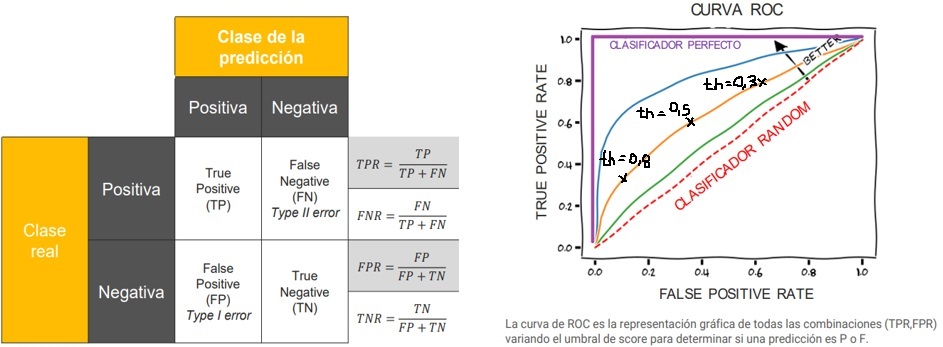 Clase de la
predicción
Positiva
Negativa
Clase
real
Positiva
True
Positive
(TP)
False
Negative
(FN)
Type II error
TPR = TP / TP + FN
FNR = FN / TP + FN
Negativa
False
Positive
(FP)
Type I error
True
Negative
(TN)
FPR = FP / FP + TN
TNR = TN / FP + TN
CURVA ROC
CLASIFICADOR PERFECTO
BETTER
th=0,3
th=0,5
th=0,8
CLASIFICADOR RANDOM
TRUE POSITIVE RATE
1.0
0.8
0.6
0.4
0.2
0.0
0.0 0.2 0.4 0.6 0.8 1.0
FALSE POSITIVE RATE
La curva de ROC es la representación gráfica de todas las combinaciones (TPR,FPR)
variando el umbral de score para determinar si una predicción es P o F.